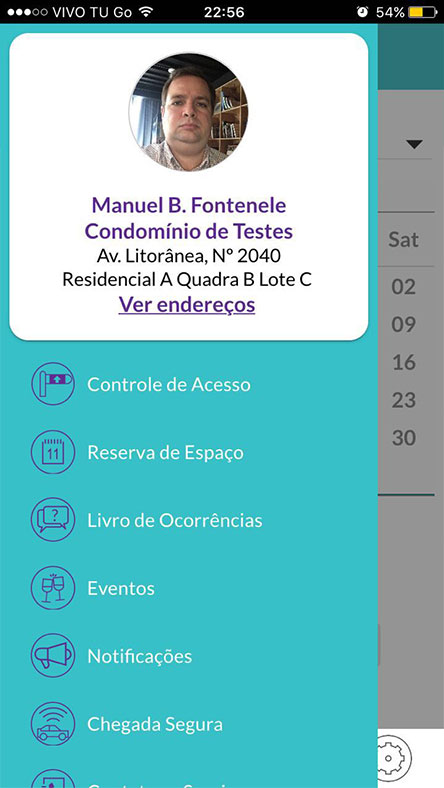 VIVO TU Go 22:56 54%
Manuel B. Fontenele
Condomínio de Testes
Av. Litorânea, Nº 2040
Residencial A Quadra B Lote C
Ver endereços
Controle de Acesso
11
Reserva de Espaço
?
Livro de Ocorrências
Eventos
Notificações
Chegada Segura
Sat
02
09
16
23
30